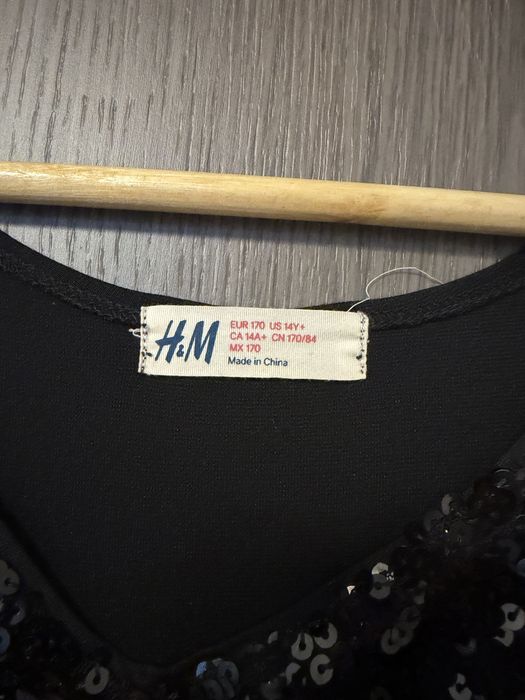 H&M
EUR 170 US 14Y+
CA 14A+ CN 170/84
MX 170
Made in China